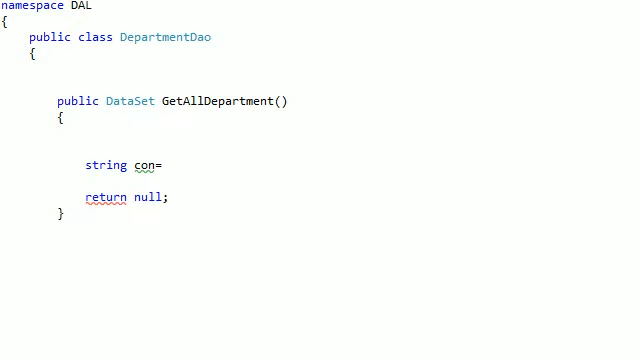 namespace DAL
{
public class DepartmentDao
{
public DataSet GetAllDepartment()
{
string con=
return null;
}